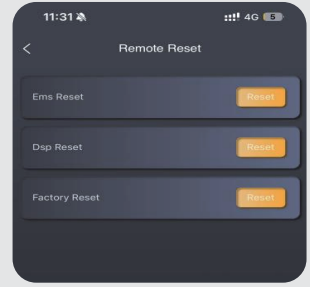 11:31 4G 5
Remote Reset
Ems Reset Reset
Dsp Reset Reset
Factory Reset Reset